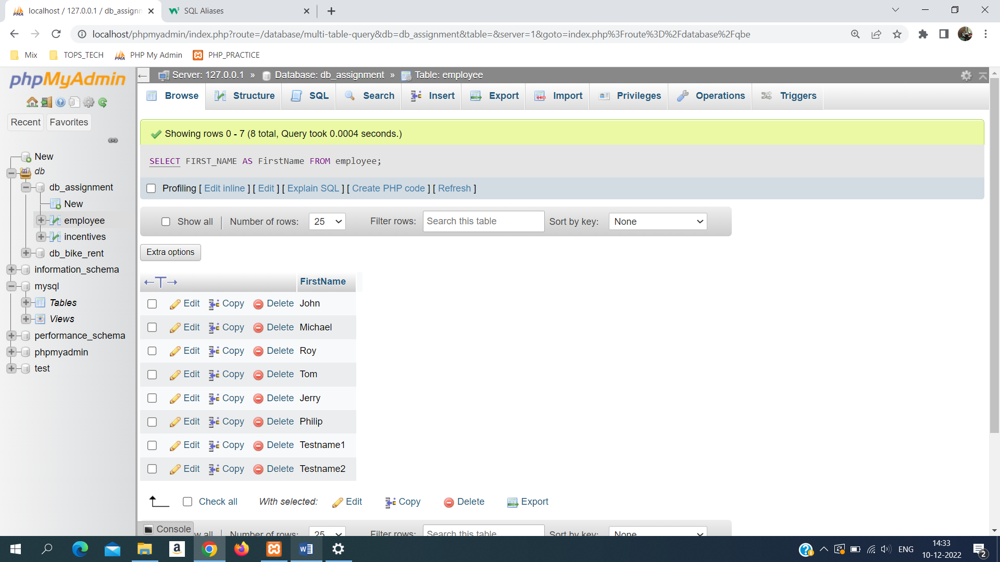 localhost / 127.0.0.1 / db_assignm
SQL Aliases
localhost/phpmyadmin/index.php?route=/database/multi-table-query&db=db_assignment&table=&server=1&goto=index.php%3Froute%3D%2Fdatabase%2Fqbe
Mix TOPS_TECH PMA PHP My Admin PHP_PRACTICE
phpMyAdmin
Recent Favorites
New
db
db_assignment
New
employee
incentives
db_bike_rent
information_schema
mysql
Tables
Views
performance_schema
phpmyadmin
test
Server: 127.0.0.1 » Database: db_assignment » Table: employee
Browse Structure SQL Search Insert Export Import Privileges Operations Triggers
Showing rows 0 - 7 (8 total, Query took 0.0004 seconds.)
SELECT FIRST_NAME AS FirstName FROM employee;
Profiling [ Edit inline ] [ Edit ] [ Explain SQL ] [ Create PHP code ] [ Refresh ]
Show all | Number of rows: 25 Filter rows: Search this table Sort by key: None
Extra options
←T→ FirstName
Edit Copy Delete John
Edit Copy Delete Michael
Edit Copy Delete Roy
Edit Copy Delete Tom
Edit Copy Delete Jerry
Edit Copy Delete Philip
Edit Copy Delete Testname1
Edit Copy Delete Testname2
Check all With selected: Edit Copy Delete Export
Console
w all | Number of rows: 25 Filter rows: Search this table Sort by key: None
ENG
14:33
10-12-2022
2